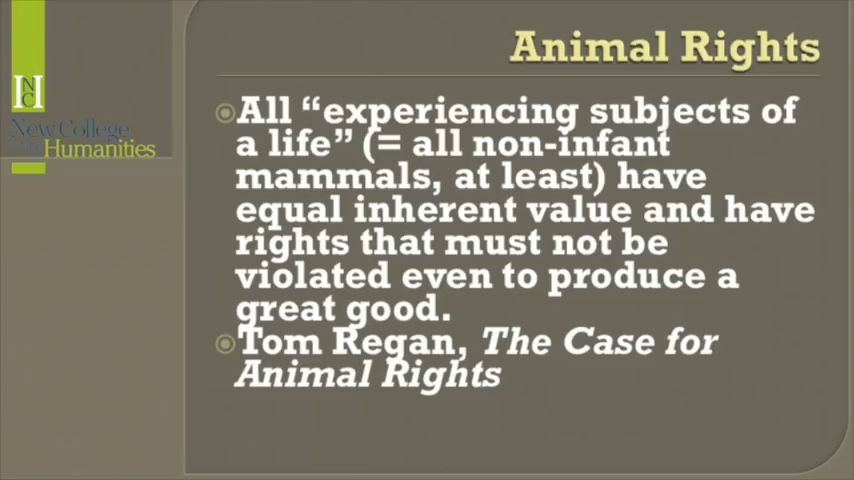 Animal Rights
All “experiencing subjects of
a life” (= all non-infant
mammals, at least) have
equal inherent value and have
rights that must not be
violated even to produce a
great good.
Tom Regan, The Case for
Animal Rights
NCH
New College
Humanities